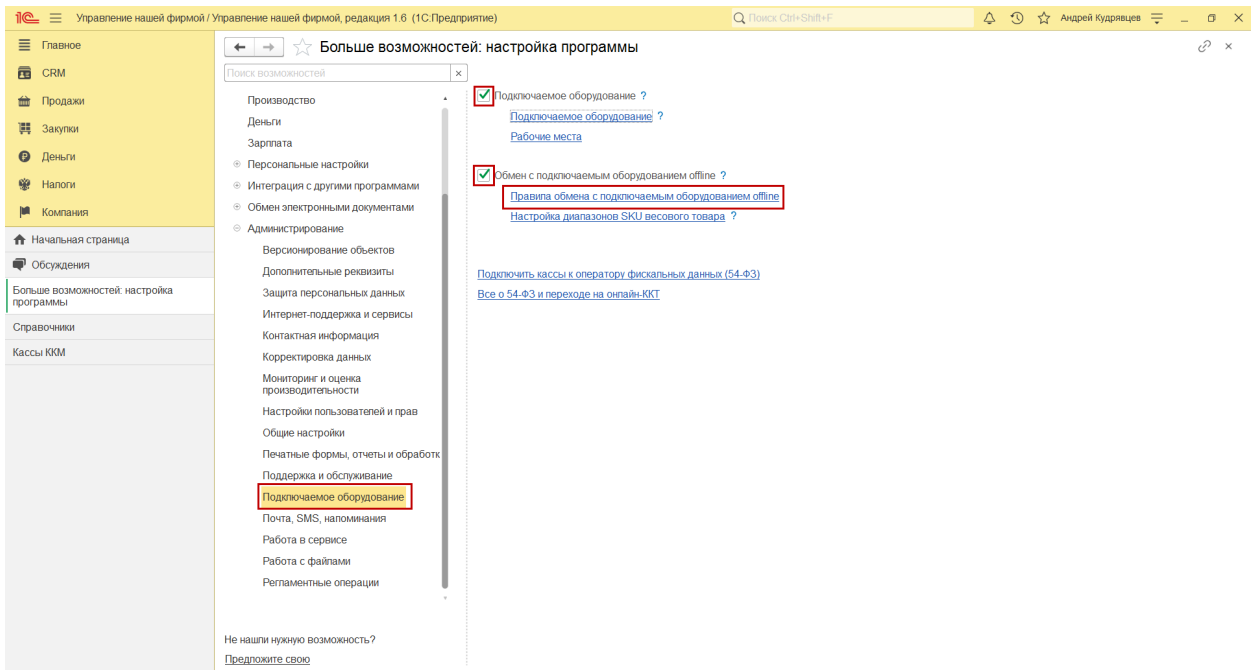 1С Управление нашей фирмой / Управление нашей фирмой, редакция 1.6 (1С:Предприятие) Поиск Ctrl+Shift+F Андрей Кудрявцев
Главное
CRM
Продажи
Закупки
Деньги
Налоги
Компания
Начальная страница
Обсуждения
Больше возможностей: настройка
программы
Справочники
Кассы ККМ
Больше возможностей: настройка программы
Поиск возможностей
Производство
Деньги
Зарплата
Персональные настройки
Интеграция с другими программами
Обмен электронными документами
Администрирование
Версионирование объектов
Дополнительные реквизиты
Защита персональных данных
Интернет-поддержка и сервисы
Контактная информация
Корректировка данных
Мониторинг и оценка
производительности
Настройки пользователей и прав
Общие настройки
Печатные формы, отчеты и обработк
Поддержка и обслуживание
Подключаемое оборудование
Почта, SMS, напоминания
Работа в сервисе
Работа с файлами
Регламентные операции
Не нашли нужную возможность?
Предложите свою
Подключаемое оборудование ?
Подключаемое оборудование ?
Рабочие места
Обмен с подключаемым оборудованием offline ?
Правила обмена с подключаемым оборудованием offline
Настройка диапазонов SKU весового товара ?
Подключить кассы к оператору фискальных данных (54-ФЗ)
Все о 54-ФЗ и переходе на онлайн-ККТ